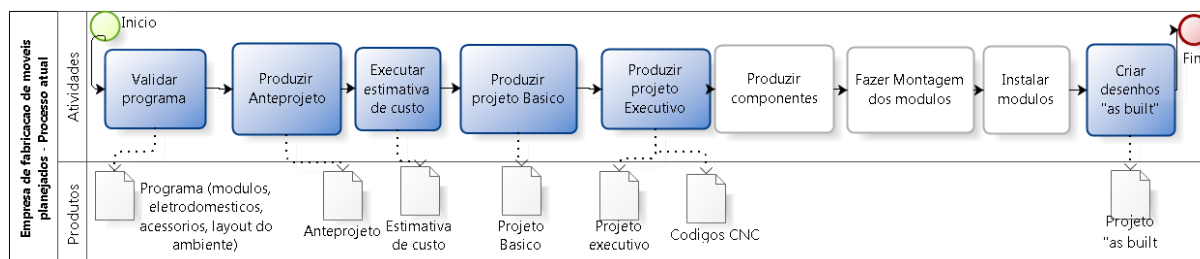 Empresa de fabricacao de moveis
planejados - Processe atual
Atividades
Inicio
Validar
programa
Produzir
Anteprojeto
Executar
estimativa
de custo
Produzir
projeto Basico
Produzir
projeto
Executivo
Produzir
componentes
Fazer Montagem
dos modulos
Instalar
modulos
Criar
desenhos
"as built"
Fin
Produtos
Programa (modulos,
eletrodomesticos,
acessorios, layout do
ambiente)
Anteprojeto
Estimativa
de custo
Projeto
Basico
Projeto
executivo
Codigos CNC
Projeto
"as built